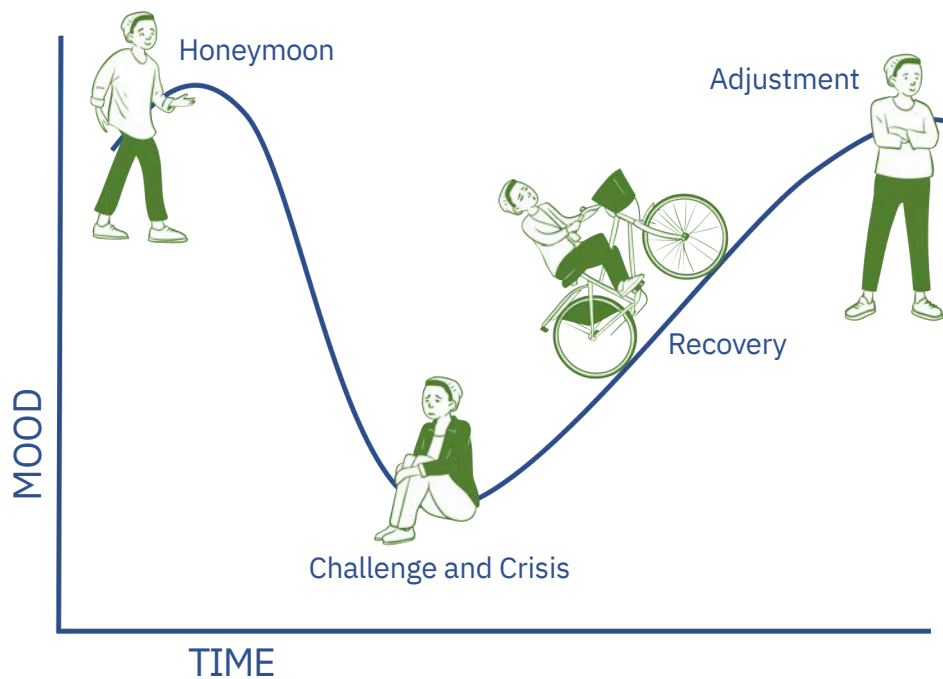 Honeymoon
Adjustment
Recovery
MOOD
Challenge and Crisis
TIME